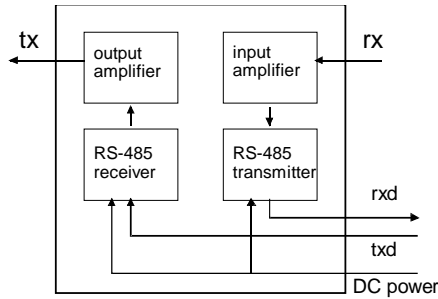 tx
output
amplifier
input
amplifier
rx
RS-485
receiver
RS-485
transmitter
rxd
txd
DC power